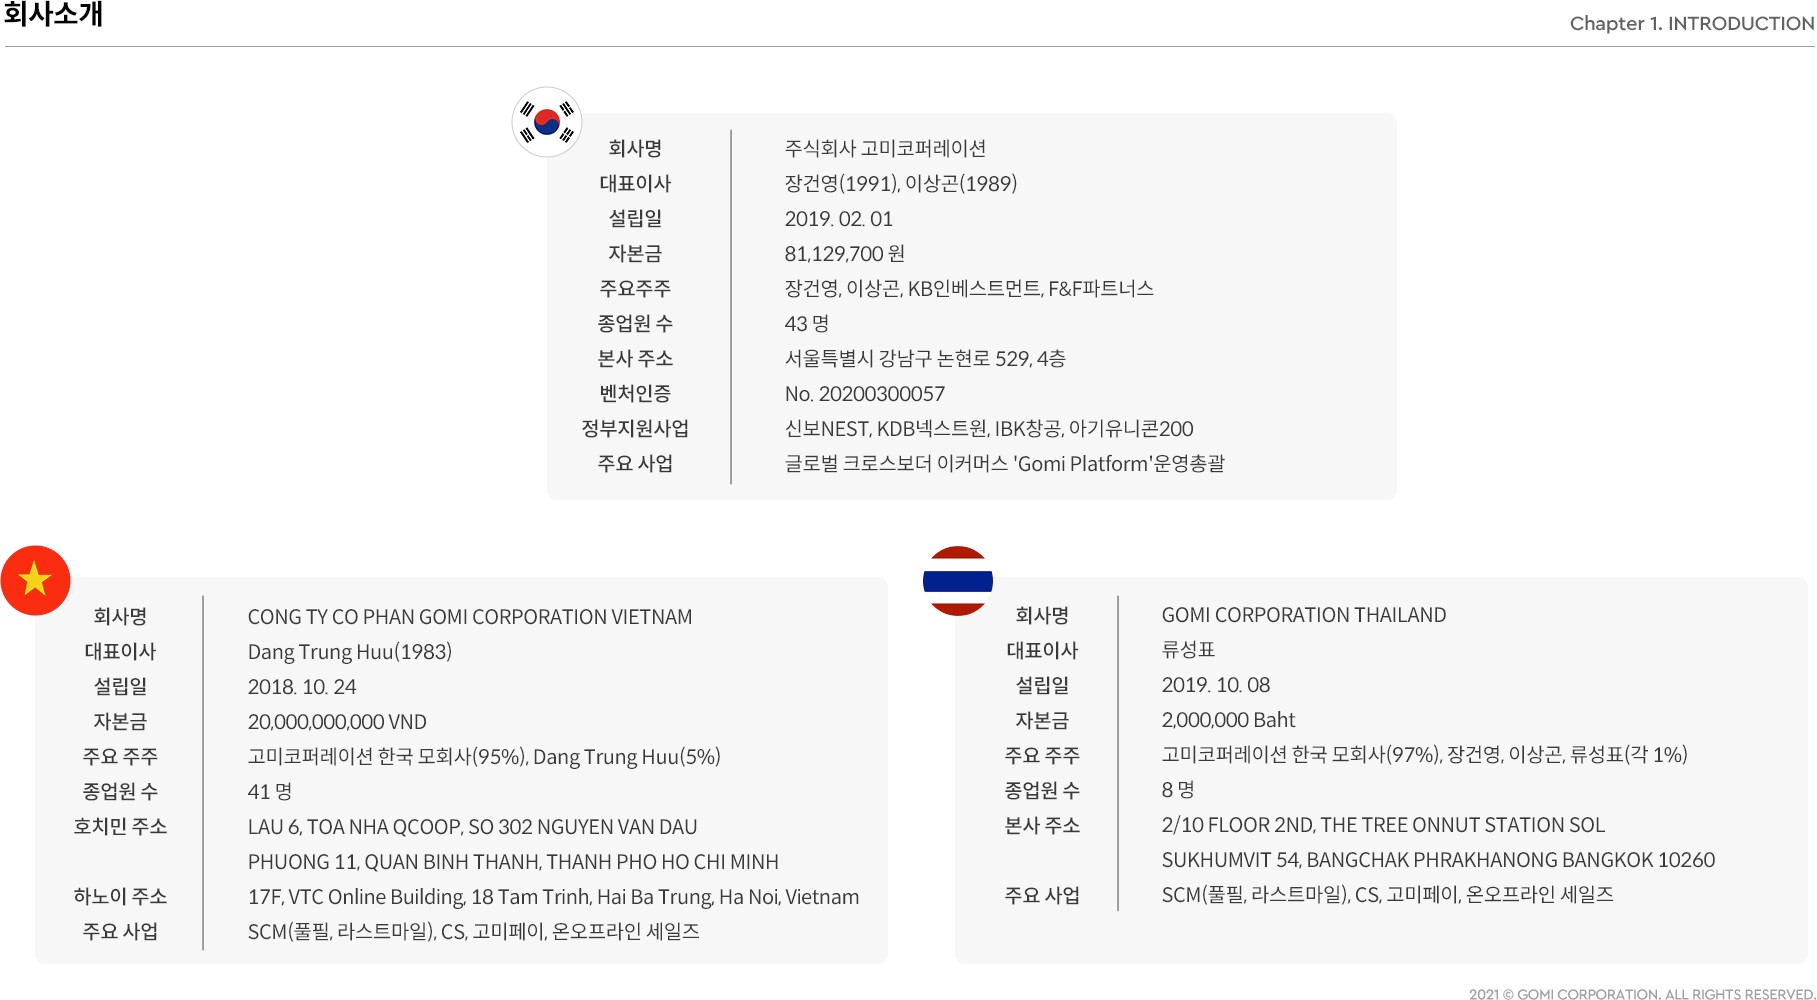 회사소개
Chapter 1. INTRODUCTION
회사명 주식회사 고미코퍼레이션
대표이사 장건영(1991), 이상곤(1989)
설립일 2019. 02. 01
자본금 81,129,700 원
주요주주 장건영, 이상곤, KB인베스트먼트, F&F파트너스
종업원 수 43 명
본사 주소 서울특별시 강남구 논현로 529, 4층
벤처인증 No. 20200300057
정부지원사업 신보NEST, KDB넥스트원, IBK창공, 아기유니콘200
주요 사업 글로벌 크로스보더 이커머스 'Gomi Platform'운영총괄
회사명 CONG TY CO PHAN GOMI CORPORATION VIETNAM
대표이사 Dang Trung Huu(1983)
설립일 2018. 10. 24
자본금 20,000,000,000 VND
주요 주주 고미코퍼레이션 한국 모회사(95%), Dang Trung Huu(5%)
종업원 수 41 명
호치민 주소 LAU 6, TOA NHA QCOOP, SO 302 NGUYEN VAN DAU
PHUONG 11, QUAN BINH THANH, THANH PHO HO CHI MINH
하노이 주소 17F, VTC Online Building, 18 Tam Trinh, Hai Ba Trung, Ha Noi, Vietnam
주요 사업 SCM(풀필, 라스트마일), CS, 고미페이, 온오프라인 세일즈
회사명 GOMI CORPORATION THAILAND
대표이사 류성표
설립일 2019. 10. 08
자본금 2,000,000 Baht
주요 주주 고미코퍼레이션 한국 모회사(97%), 장건영, 이상곤, 류성표(각 1%)
종업원 수 8 명
본사 주소 2/10 FLOOR 2ND, THE TREE ONNUT STATION SOL
SUKHUMVIT 54, BANGCHAK PHRAKHANONG BANGKOK 10260
주요 사업 SCM(풀필, 라스트마일), CS, 고미페이, 온오프라인 세일즈
2021 © GOMI CORPORATION. ALL RIGHTS RESERVED.